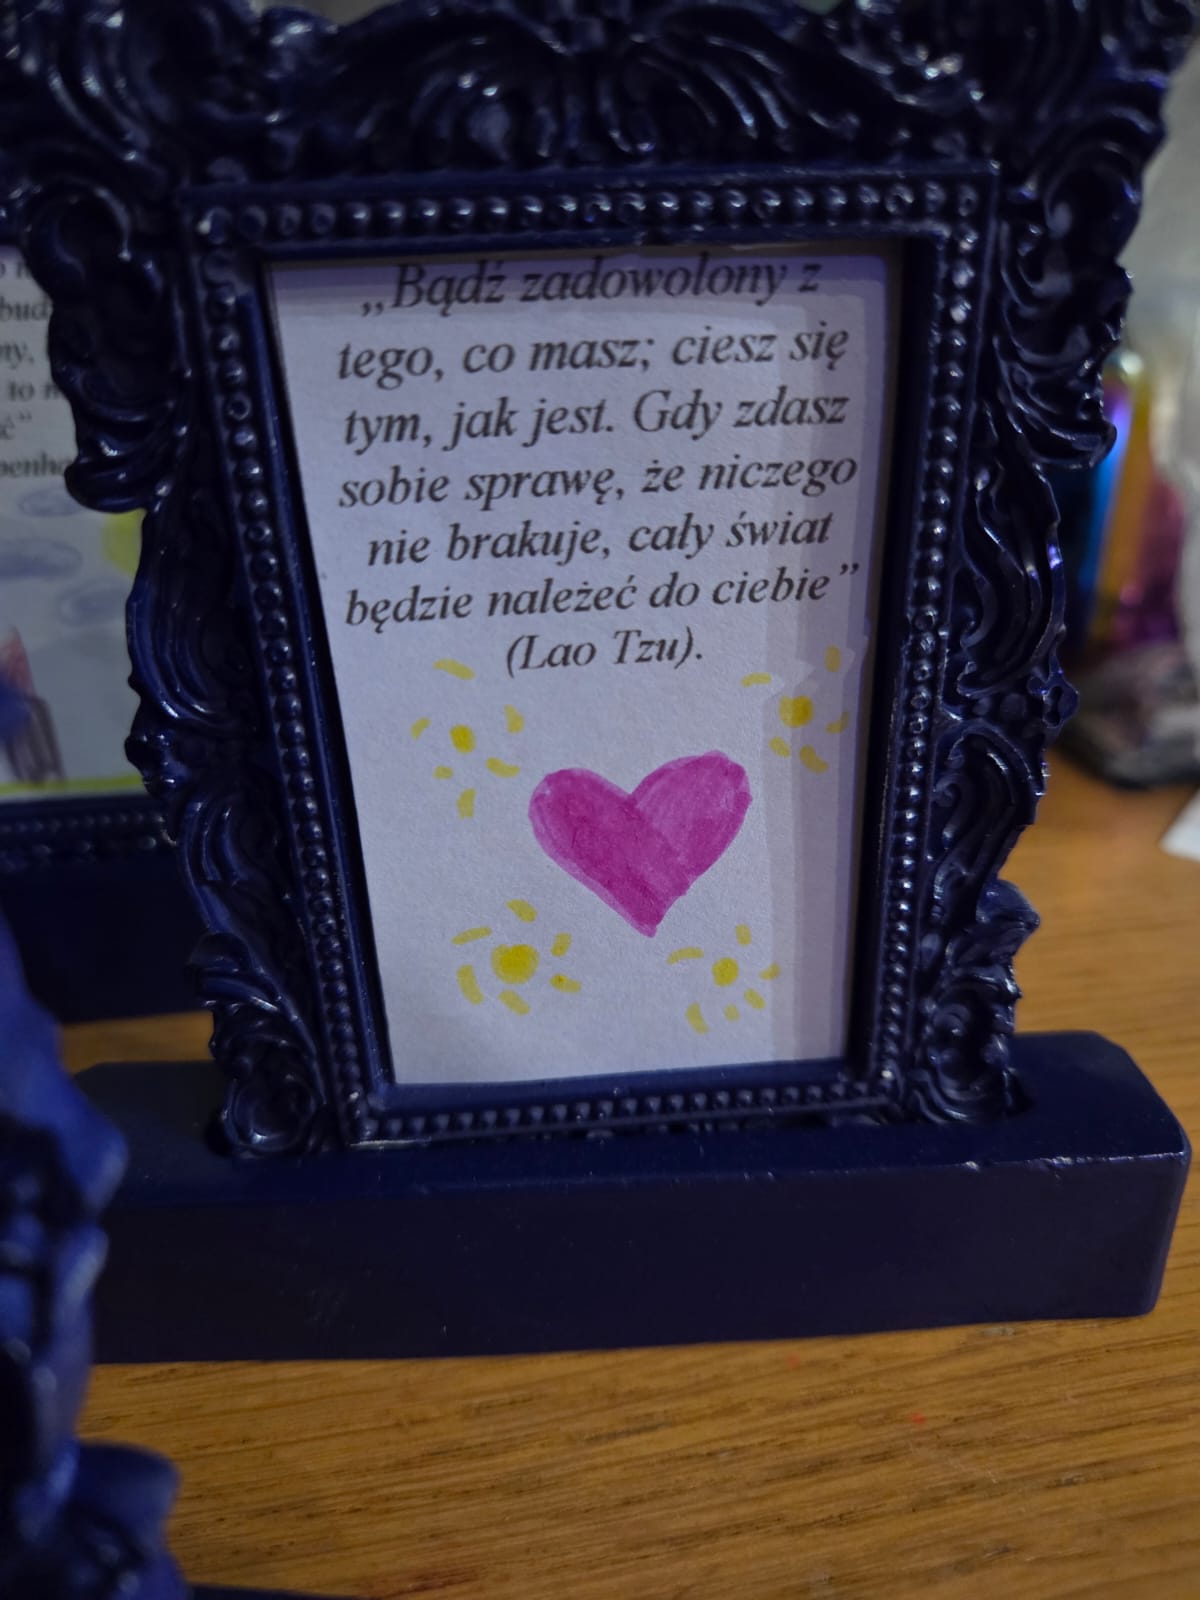 „Bądź zadowolony z
tego, co masz; ciesz się
tym, jak jest. Gdy zdasz
sobie sprawę, że niczego
nie brakuje, cały świat
będzie należeć do ciebie”
(Lao Tzu).
to